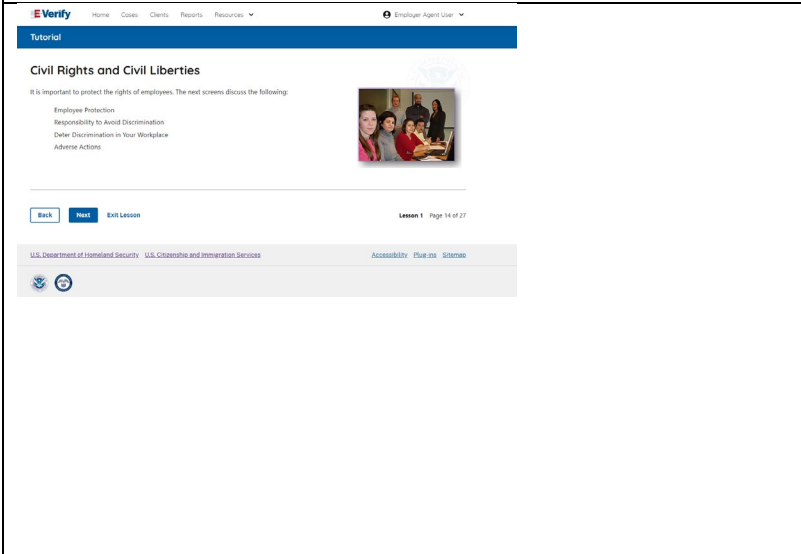 E-Verify Home Cases Clients Reports Resources Employer Agent User
Tutorial
Civil Rights and Civil Liberties
It is important to protect the rights of employees. The next screens discuss the following:
Employee Protection
Responsibility to Avoid Discrimination
Deter Discrimination in Your Workplace
Adverse Actions
Back Next Exit Lesson Lesson 1 Page 14 of 27
U.S. Department of Homeland Security U.S. Citizenship and Immigration Services Accessibility Plug-ins Sitemap